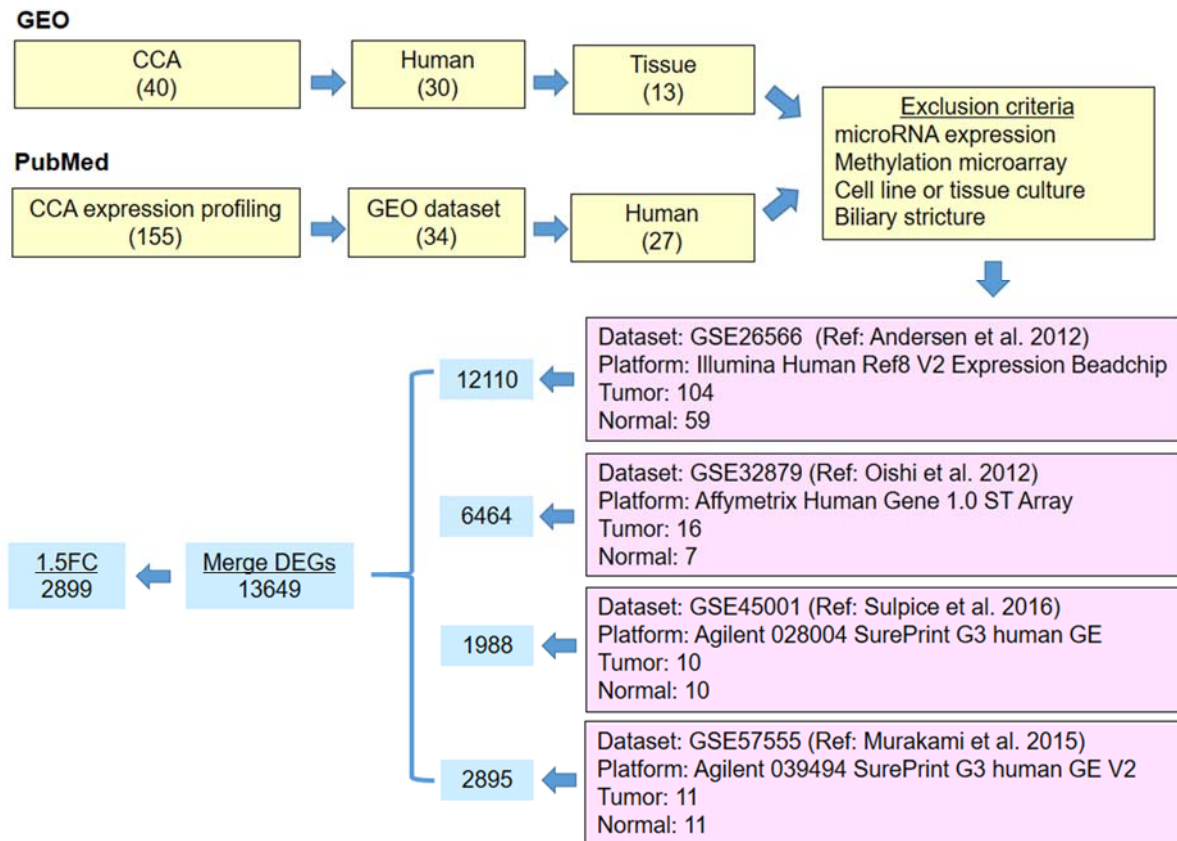 GEO
CCA
(40)
Human
(30)
Tissue
(13)
PubMed
CCA expression profiling
(155)
GEO dataset
(34)
Human
(27)
Exclusion criteria
microRNA expression
Methylation microarray
Cell line or tissue culture
Biliary stricture
Dataset: GSE26566 (Ref: Andersen et al. 2012)
Platform: Illumina Human Ref8 V2 Expression Beadchip
Tumor: 104
Normal: 59
12110
Dataset: GSE32879 (Ref: Oishi et al. 2012)
Platform: Affymetrix Human Gene 1.0 ST Array
Tumor: 16
Normal: 7
6464
Dataset: GSE45001 (Ref: Sulpice et al. 2016)
Platform: Agilent 028004 SurePrint G3 human GE
Tumor: 10
Normal: 10
1988
Dataset: GSE57555 (Ref: Murakami et al. 2015)
Platform: Agilent 039494 SurePrint G3 human GE V2
Tumor: 11
Normal: 11
2895
Merge DEGs
13649
1.5FC
2899